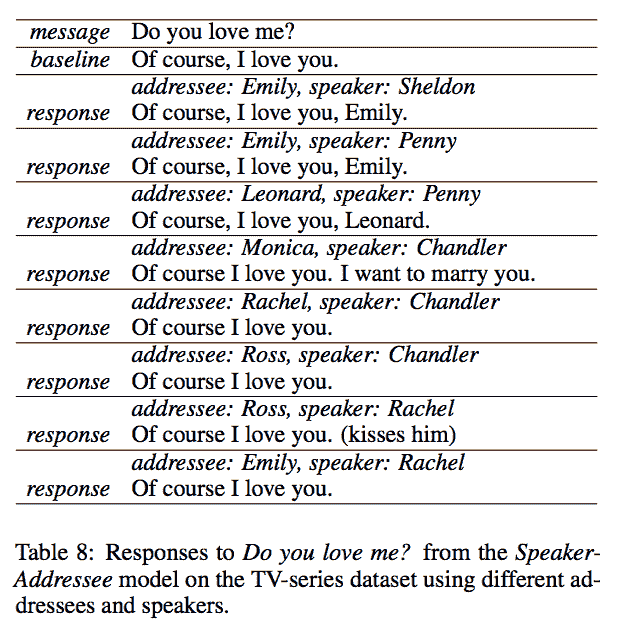 message Do you love me?
baseline Of course, I love you.
addressee: Emily, speaker: Sheldon
response Of course, I love you, Emily.
addressee: Emily, speaker: Penny
response Of course, I love you, Emily.
addressee: Leonard, speaker: Penny
response Of course, I love you, Leonard.
addressee: Monica, speaker: Chandler
response Of course I love you. I want to marry you.
addressee: Rachel, speaker: Chandler
response Of course I love you.
addressee: Ross, speaker: Chandler
response Of course I love you.
addressee: Ross, speaker: Rachel
response Of course I love you. (kisses him)
addressee: Emily, speaker: Rachel
response Of course I love you.
Table 8: Responses to Do you love me? from the Speaker-
Addressee model on the TV-series dataset using different ad-
dressees and speakers.